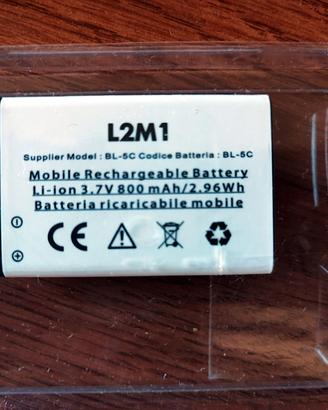 L2M1
Supplier Model : BL-5C Codice Batteria : BL-5C
Mobile Rechargeable Battery
Li-ion 3.7V 800 mAh/2.96Wh
Batteria ricaricabile mobile
CE